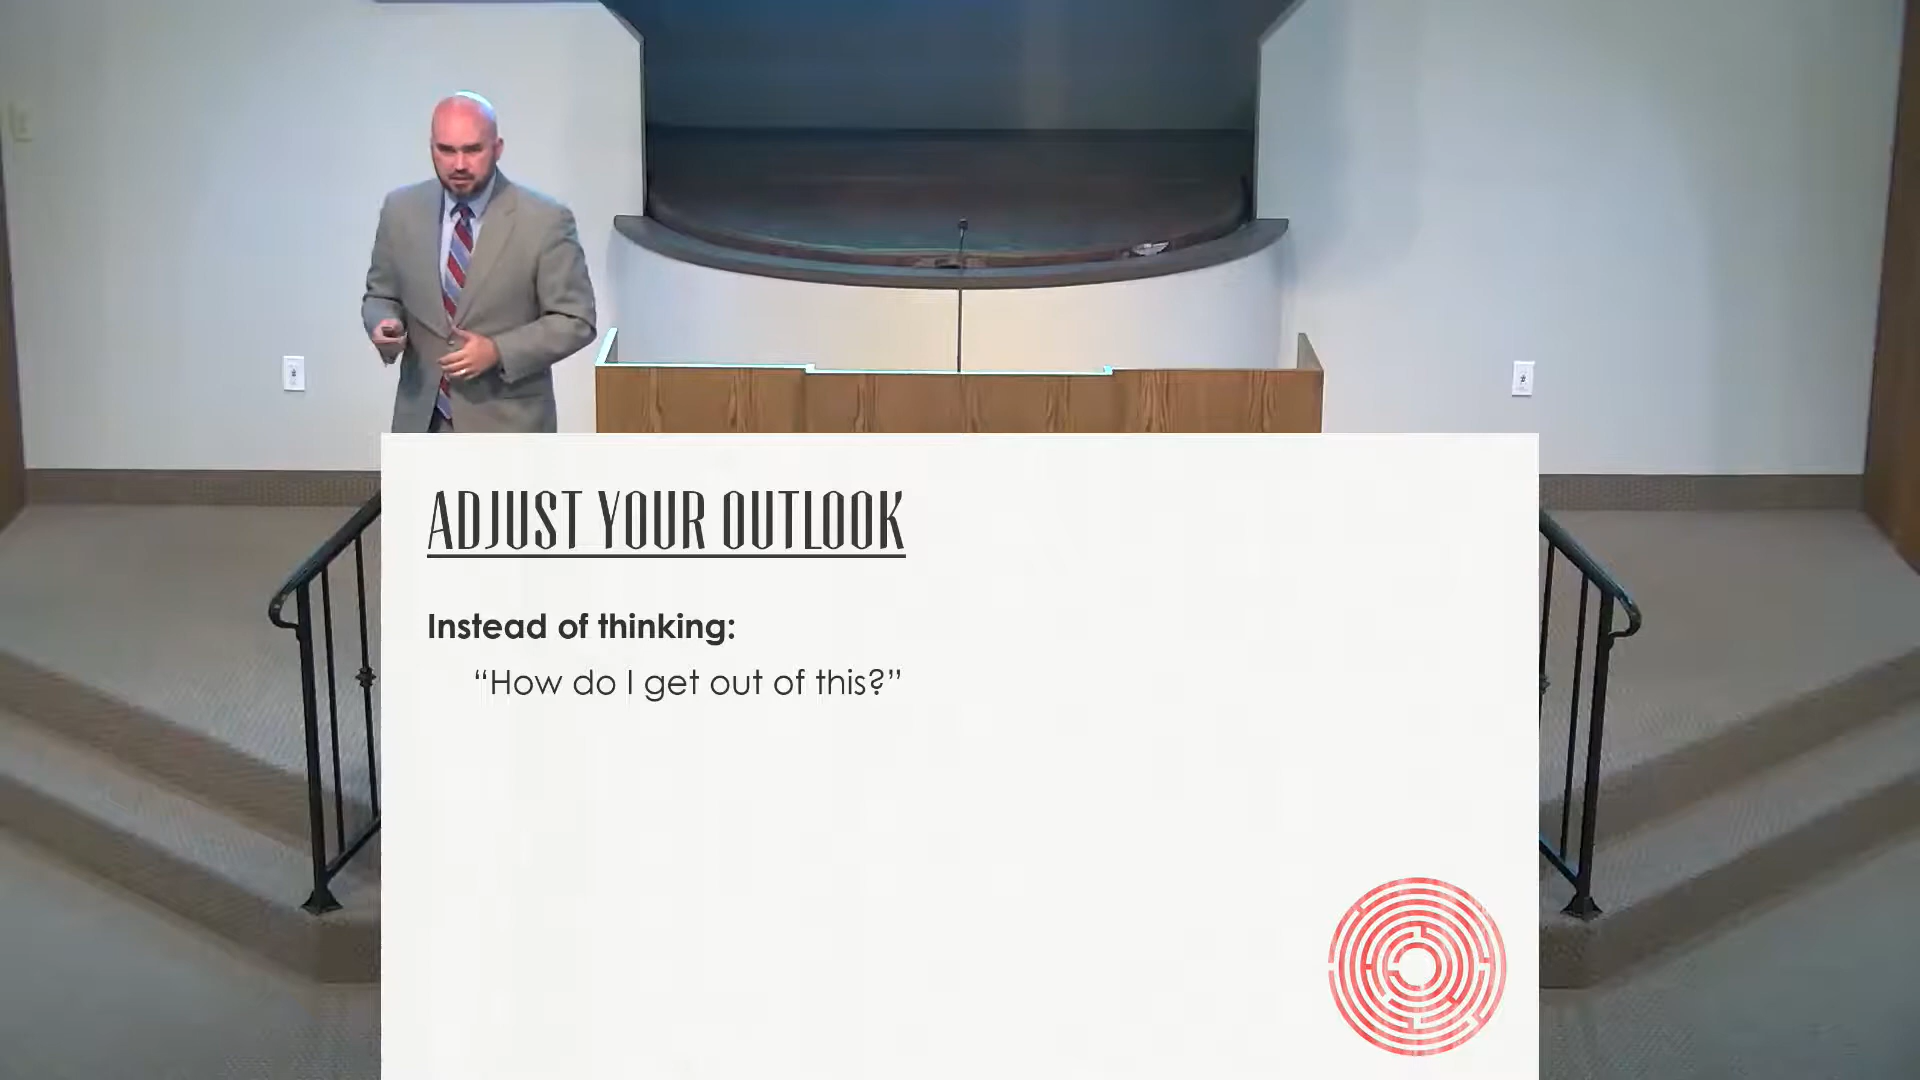 ADJUST YOUR OUTLOOK
Instead of thinking:
“How do I get out of this?”